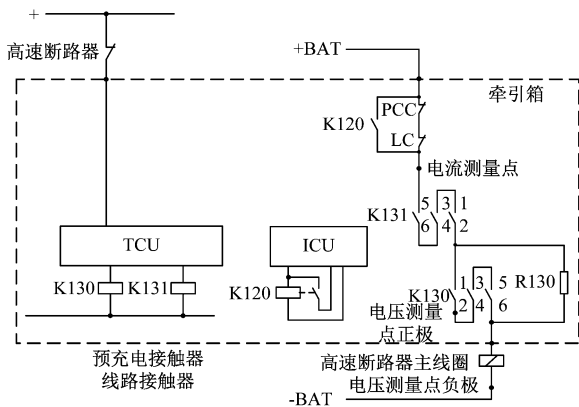 +
高速断路器
+BAT
牵引箱
PCC
K120
LC
电流测量点
K131
5 3 1
6 4 2
TCU
ICU
K130 K131
K120
K130
1 3 5
2 4 6
R130
电压测量
点正极
预充电接触器
线路接触器
高速断路器主线圈
电压测量点负极
-BAT